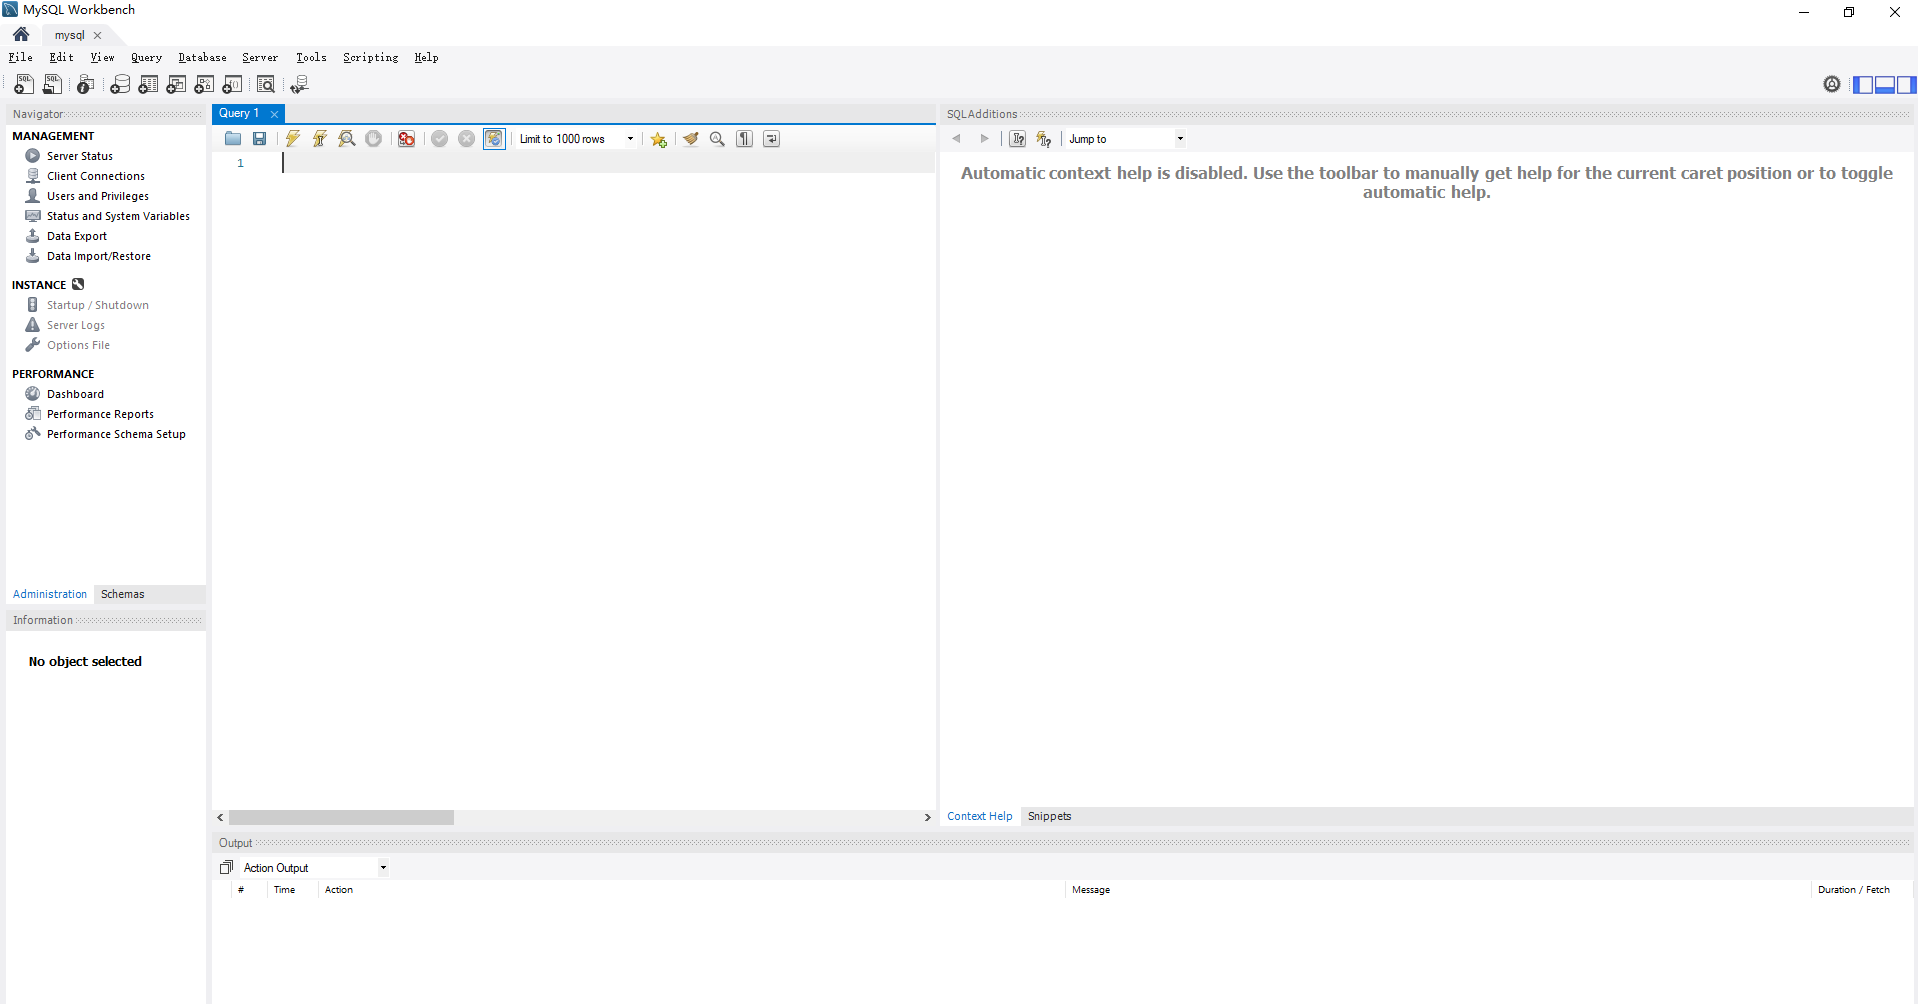 MySQL Workbench
mysql
File Edit View Query Database Server Tools Scripting Help
Navigator
MANAGEMENT
Server Status
Client Connections
Users and Privileges
Status and System Variables
Data Export
Data Import/Restore
INSTANCE
Startup / Shutdown
Server Logs
Options File
PERFORMANCE
Dashboard
Performance Reports
Performance Schema Setup
Administration Schemas
Information
No object selected
Query 1
Limit to 1000 rows
1
SQLAdditions
Jump to
Automatic context help is disabled. Use the toolbar to manually get help for the current caret position or to toggle
automatic help.
Context Help Snippets
Output
Action Output
# Time Action Message Duration / Fetch